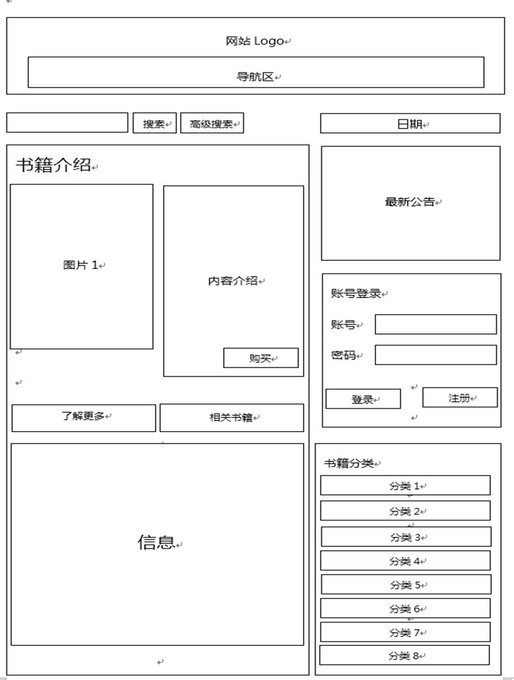 网站 Logo
导航区
搜索
高级搜索
日期
书籍介绍
图片 1
内容介绍
购买
了解更多
相关书籍
信息
最新公告
账号登录
账号
密码
登录
注册
书籍分类
分类 1
分类 2
分类 3
分类 4
分类 5
分类 6
分类 7
分类 8